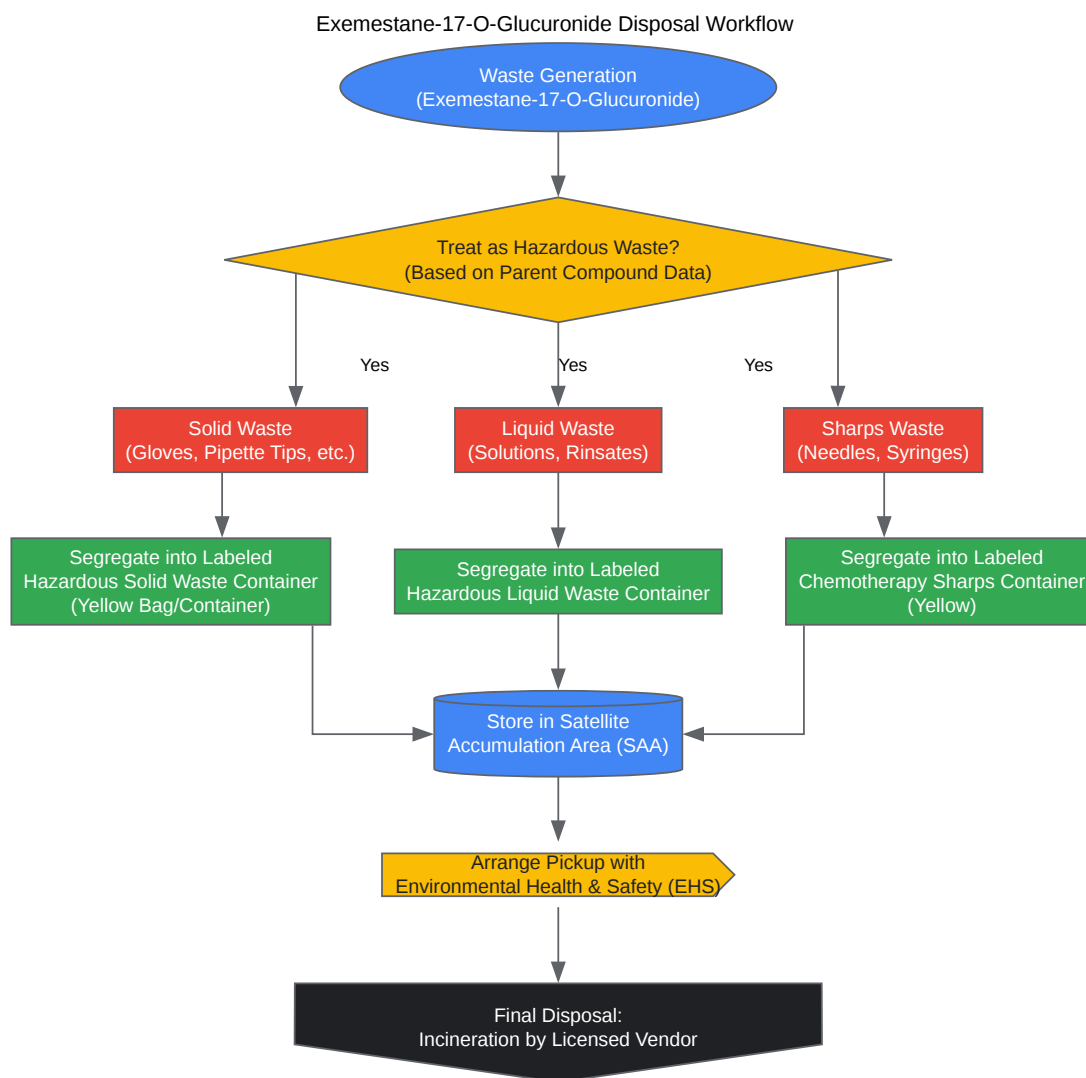 Exemestane-17-O-Glucuronide Disposal Workflow
Waste Generation
(Exemestane-17-O-Glucuronide)
Treat as Hazardous Waste?
(Based on Parent Compound Data)
Yes
Yes
Yes
Solid Waste
(Gloves, Pipette Tips, etc.)
Liquid Waste
(Solutions, Rinsates)
Sharps Waste
(Needles, Syringes)
Segregate into Labeled
Hazardous Solid Waste Container
(Yellow Bag/Container)
Segregate into Labeled
Hazardous Liquid Waste Container
Segregate into Labeled
Chemotherapy Sharps Container
(Yellow)
Store in Satellite
Accumulation Area (SAA)
Arrange Pickup with
Environmental Health & Safety (EHS)
Final Disposal:
Incineration by Licensed Vendor